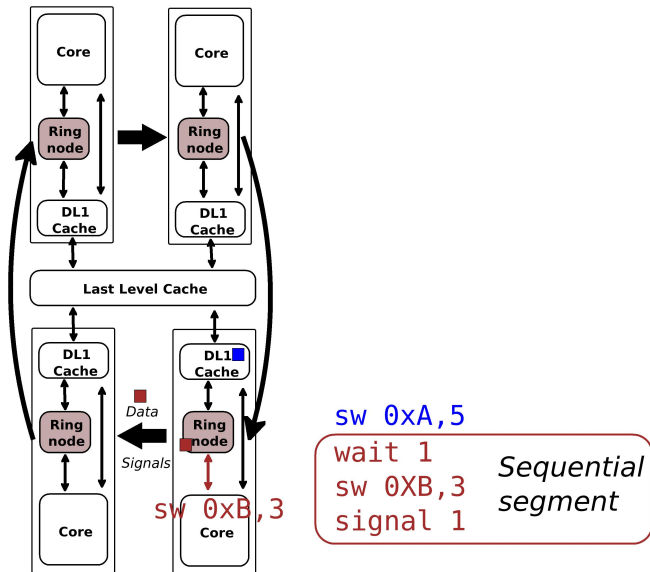 Core
Core
Ring
node
Ring
node
DL1
Cache
DL1
Cache
Last Level Cache
DL1
Cache
DL1
Cache
Data
Ring
node
Ring
node
Signals
sw 0xB,3
Core
Core
sw 0xA,5
wait 1
sw 0XB,3
signal 1
Sequential
segment